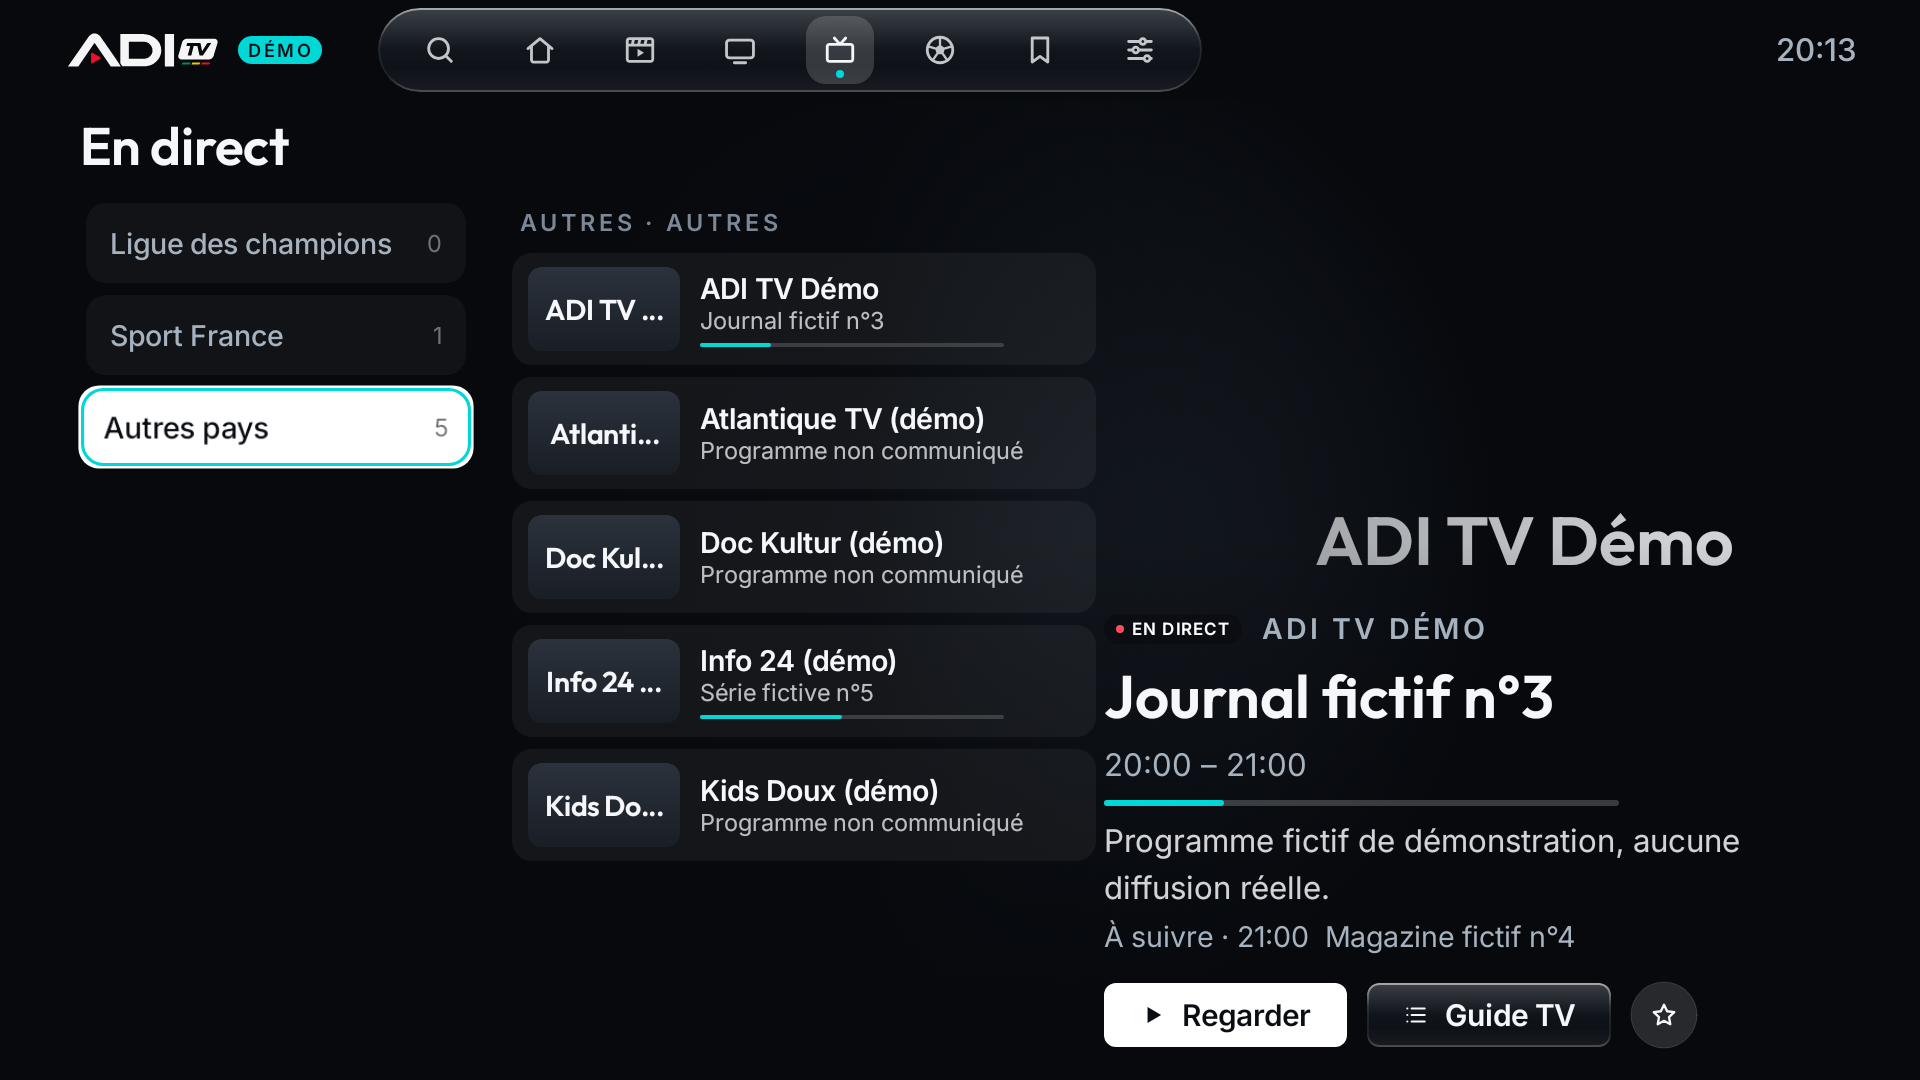 ADI TV
DÉMO
20:13
En direct
Ligue des champions 0
Sport France 1
Autres pays 5
AUTRES · AUTRES
ADI TV ...
ADI TV Démo
Journal fictif n°3
Atlanti...
Atlantique TV (démo)
Programme non communiqué
Doc Kul...
Doc Kultur (démo)
Programme non communiqué
Info 24 ...
Info 24 (démo)
Série fictive n°5
Kids Do...
Kids Doux (démo)
Programme non communiqué
ADI TV Démo
EN DIRECT ADI TV DÉMO
Journal fictif n°3
20:00 – 21:00
Programme fictif de démonstration, aucune
diffusion réelle.
À suivre · 21:00 Magazine fictif n°4
Regarder
Guide TV